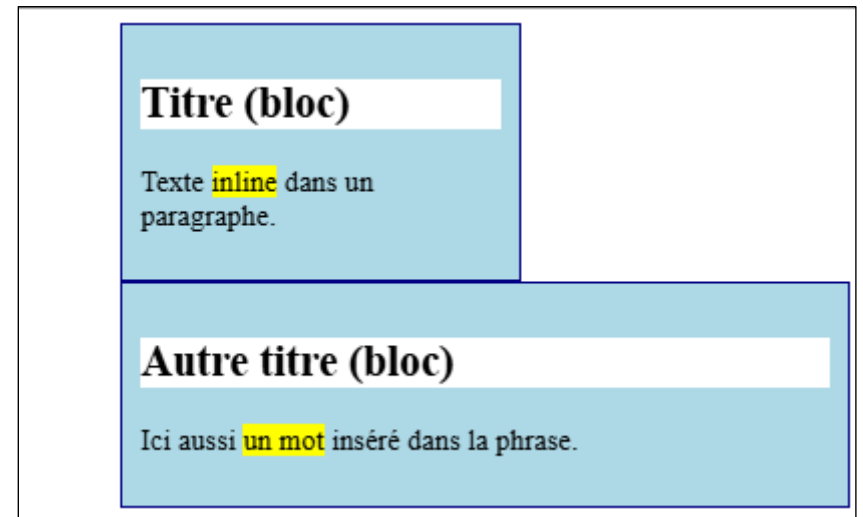 Titre (bloc)
Texte inline dans un
paragraphe.
Autre titre (bloc)
Ici aussi un mot inséré dans la phrase.